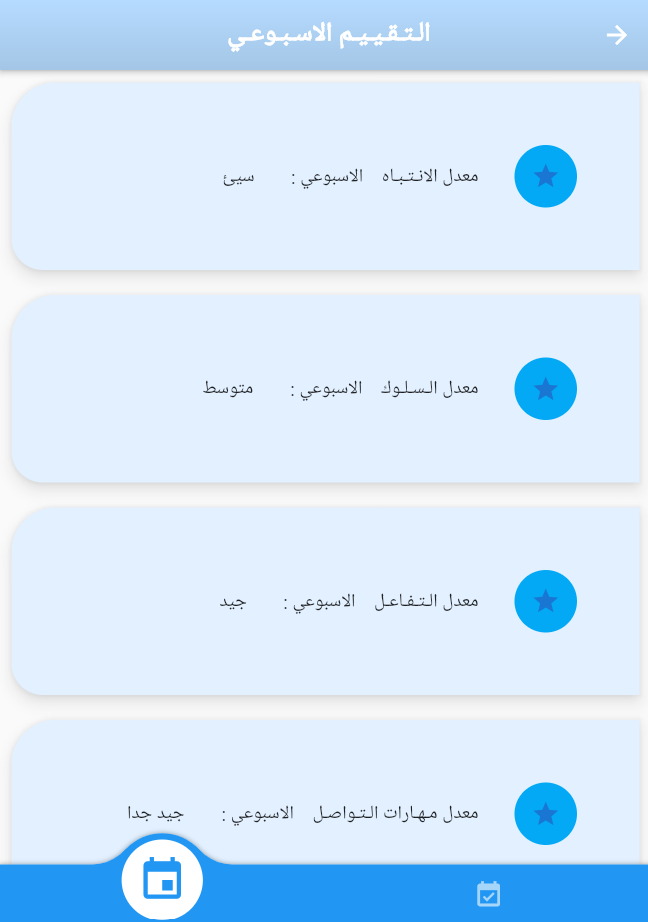 التقييم الاسبوعي
معدل الانتباه الاسبوعي : سيئ
معدل السلوك الاسبوعي : متوسط
معدل التفاعل الاسبوعي : جيد
معدل مهارات التواصل الاسبوعي : جيد جدا